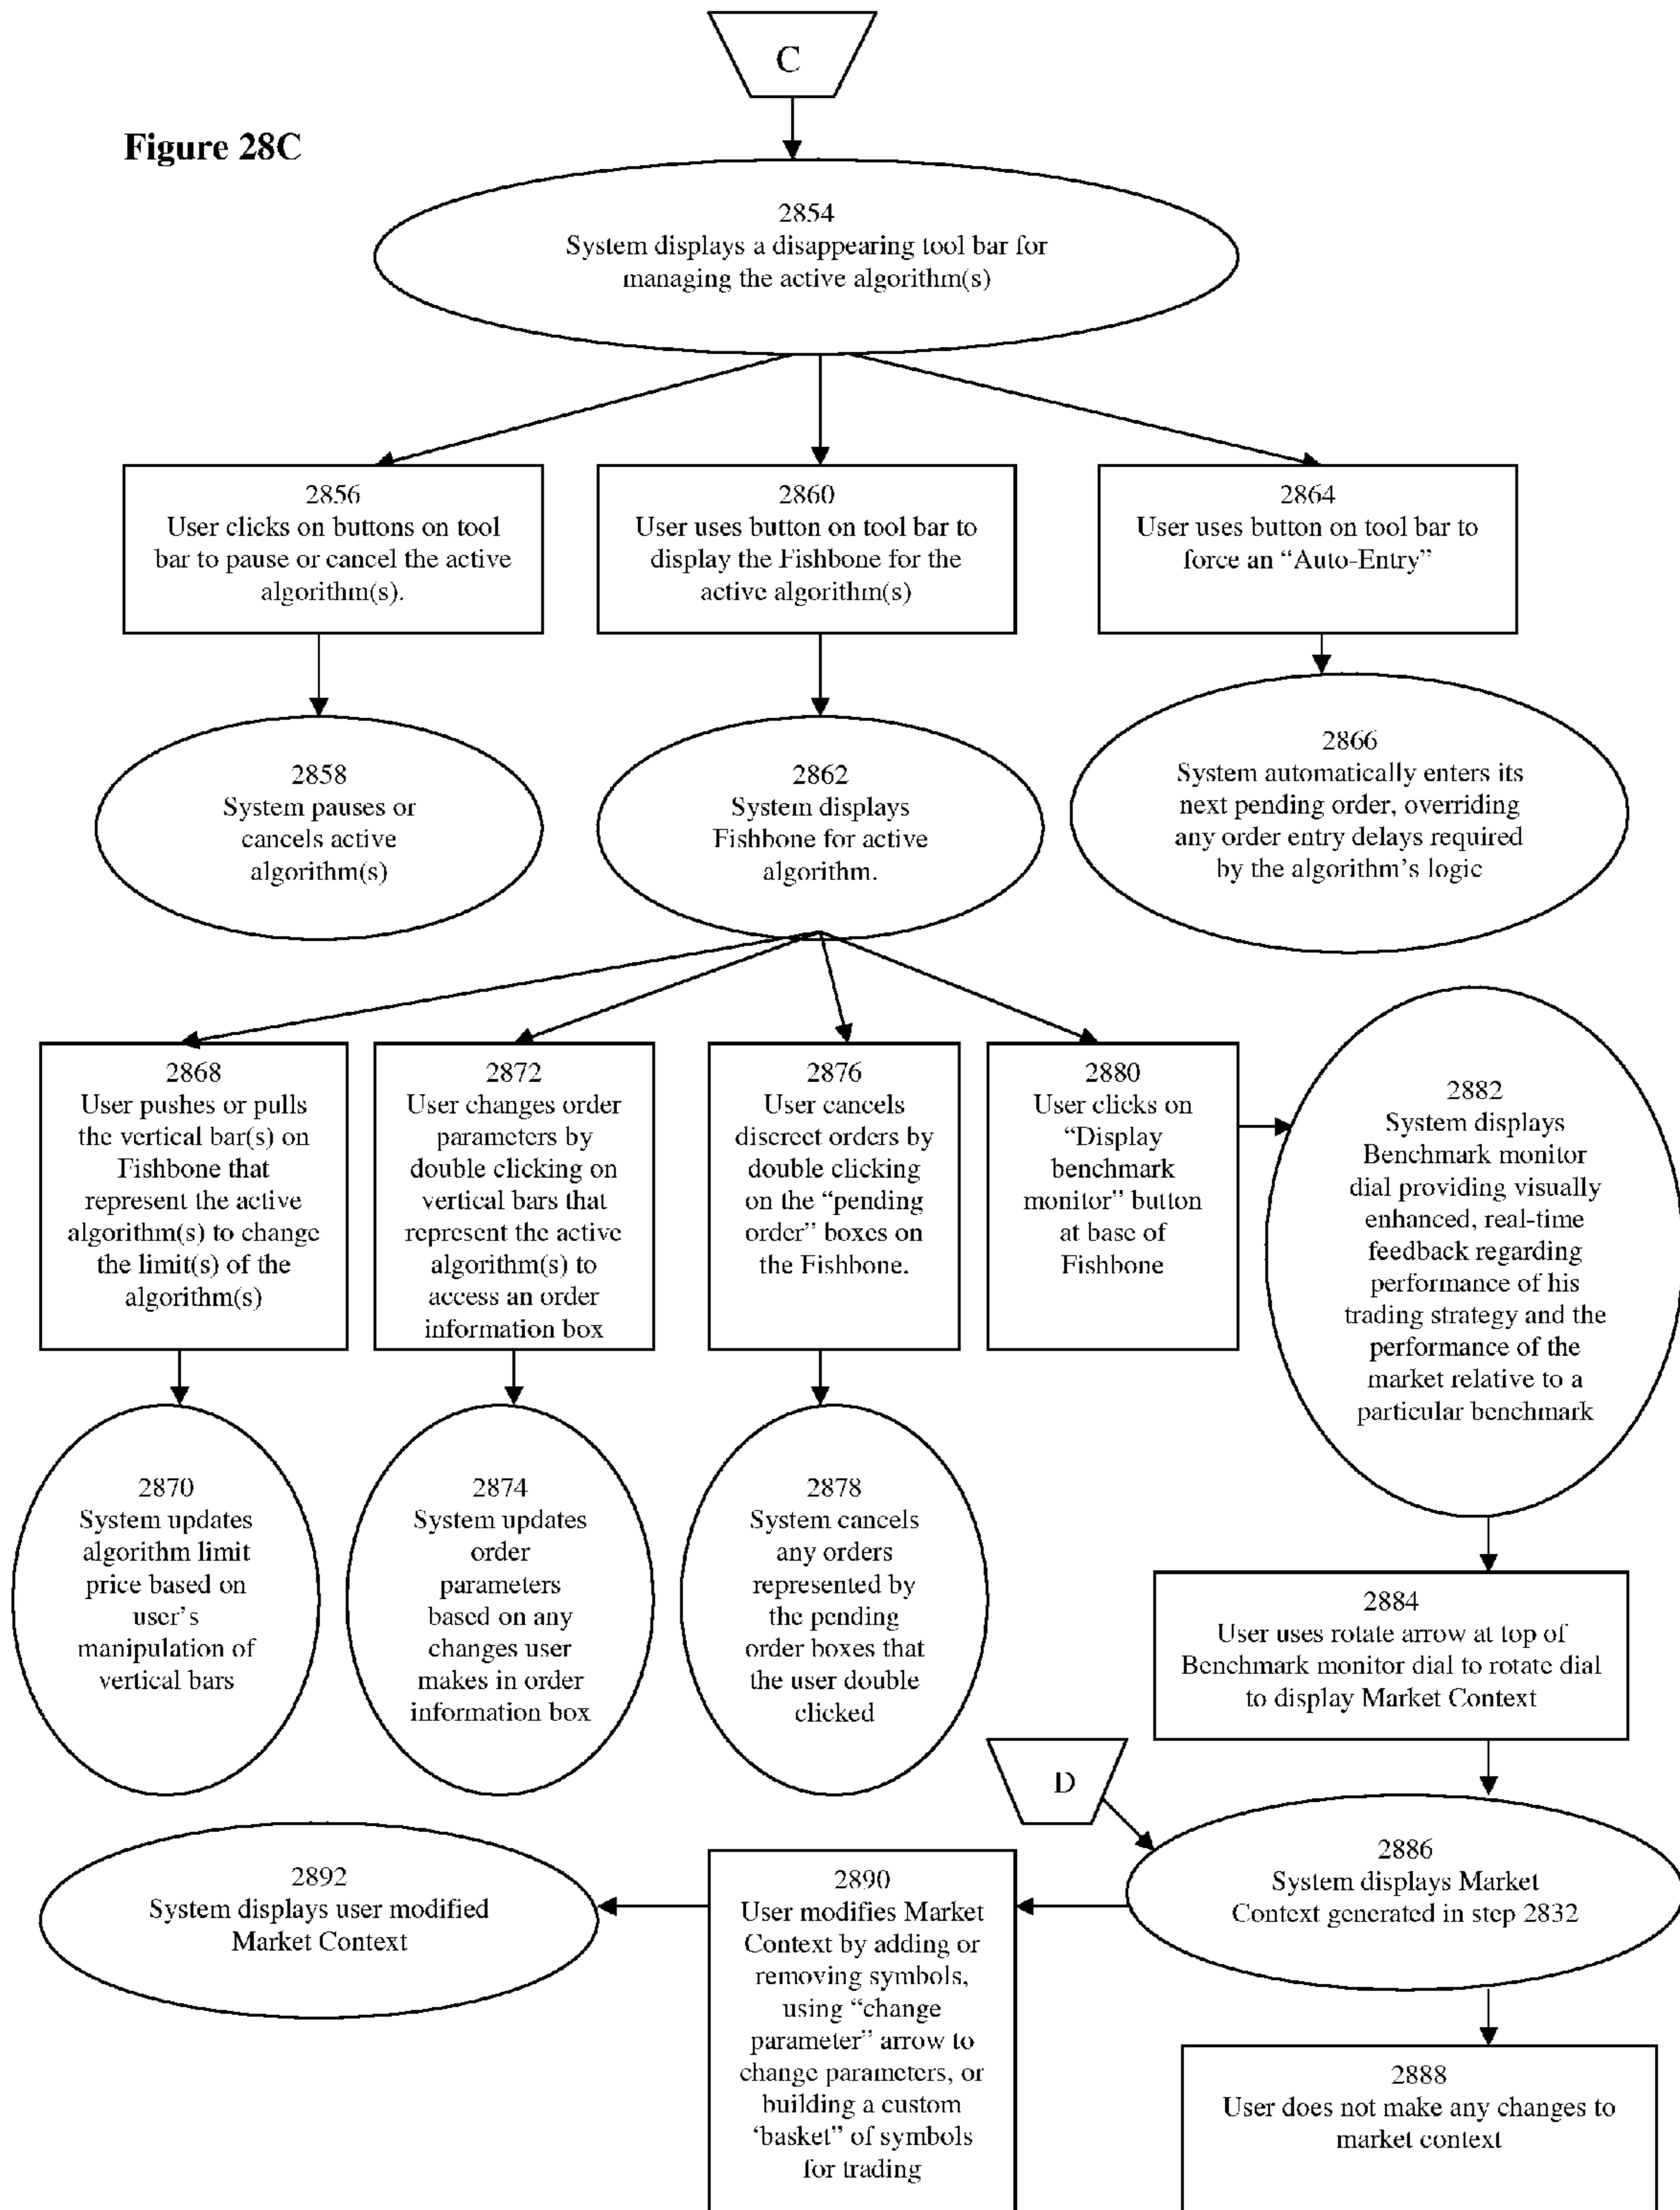 C
Figure 28C
2854
System displays a disappearing tool bar for
managing the active algorithm(s)
2856
User clicks on buttons on tool
bar to pause or cancel the active
algorithm(s).
2860
User uses button on tool bar to
display the Fishbone for the
active algorithm(s)
2864
User uses button on tool bar to
force an “Auto-Entry”
2858
System pauses or
cancels active
algorithm(s)
2862
System displays
Fishbone for active
algorithm.
2866
System automatically enters its
next pending order, overriding
any order entry delays required
by the algorithm’s logic
2868
User pushes or pulls
the vertical bar(s) on
Fishbone that
represent the active
algorithm(s) to change
the limit(s) of the
algorithm(s)
2872
User changes order
parameters by
double clicking on
vertical bars that
represent the active
algorithm(s) to
access an order
information box
2876
User cancels
discreet orders by
double clicking
on the “pending
order” boxes on
the Fishbone.
2880
User clicks on
“Display
benchmark
monitor” button
at base of
Fishbone
2882
System displays
Benchmark monitor
dial providing visually
enhanced, real-time
feedback regarding
performance of his
trading strategy and the
performance of the
market relative to a
particular benchmark
2870
System updates
algorithm limit
price based on
user’s
manipulation of
vertical bars
2874
System updates
order
parameters
based on any
changes user
makes in order
information box
2878
System cancels
any orders
represented by
the pending
order boxes that
the user double
clicked
2884
User uses rotate arrow at top of
Benchmark monitor dial to rotate dial
to display Market Context
D
2886
System displays Market
Context generated in step 2832
2890
User modifies Market
Context by adding or
removing symbols,
using “change
parameter” arrow to
change parameters, or
building a custom
‘basket” of symbols
for trading
2892
System displays user modified
Market Context
2888
User does not make any changes to
market context